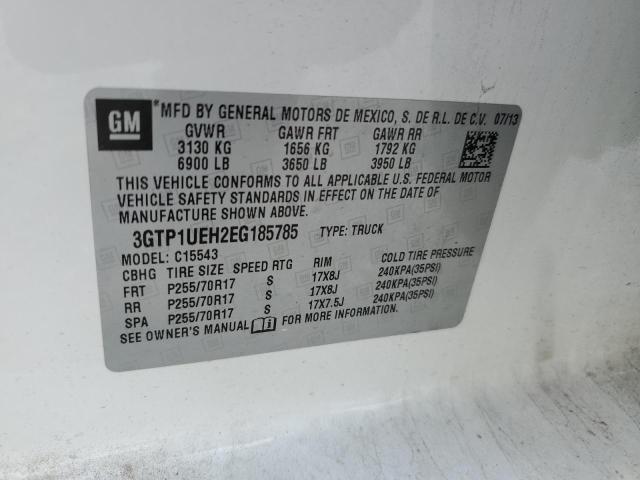 GM
*MFD BY GENERAL MOTORS DE MEXICO, S. DE R.L. DE C.V. 07/13
GVWR GAWR FRT GAWR RR
3130 KG 1656 KG 1792 KG
6900 LB 3650 LB 3950 LB
THIS VEHICLE CONFORMS TO ALL APPLICABLE U.S. FEDERAL MOTOR
VEHICLE SAFETY STANDARDS IN EFFECT ON THE DATE OF
MANUFACTURE SHOWN ABOVE.
3GTP1UEH2EG185785 TYPE: TRUCK
MODEL: C15543
CBHG TIRE SIZE SPEED RTG RIM COLD TIRE PRESSURE
FRT P255/70R17 S 17X8J 240KPA(35PSI)
RR P255/70R17 S 17X8J 240KPA(35PSI)
SPA P255/70R17 S 17X7.5J 240KPA(35PSI)
SEE OWNER'S MANUAL FOR MORE INFORMATION.